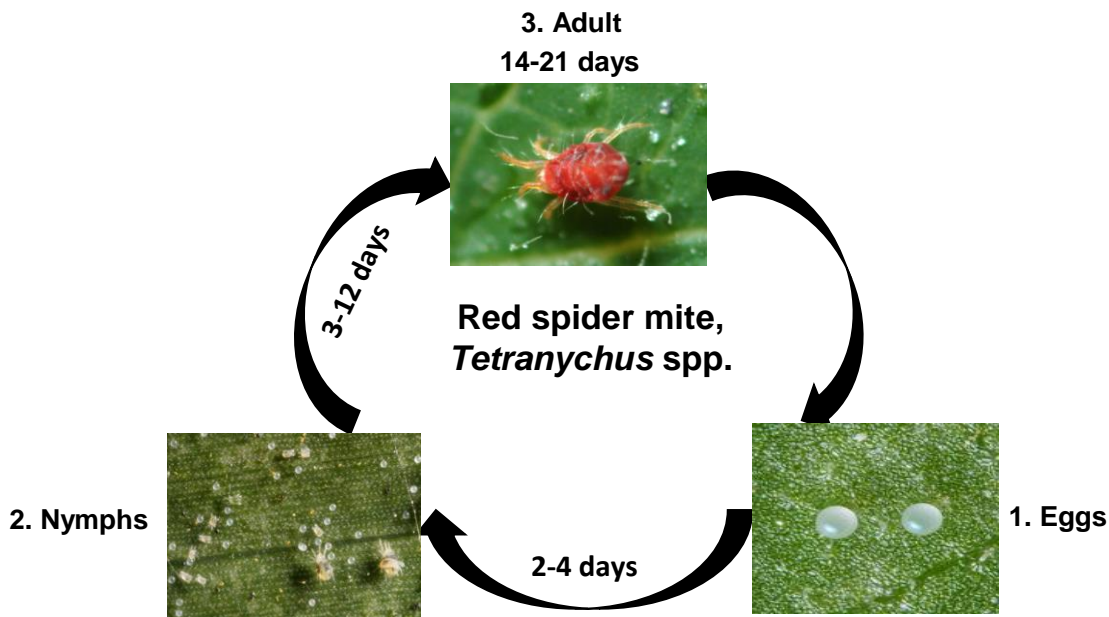 3. Adult
14-21 days
3-12 days
Red spider mite,
Tetranychus spp.
2. Nymphs
1. Eggs
2-4 days